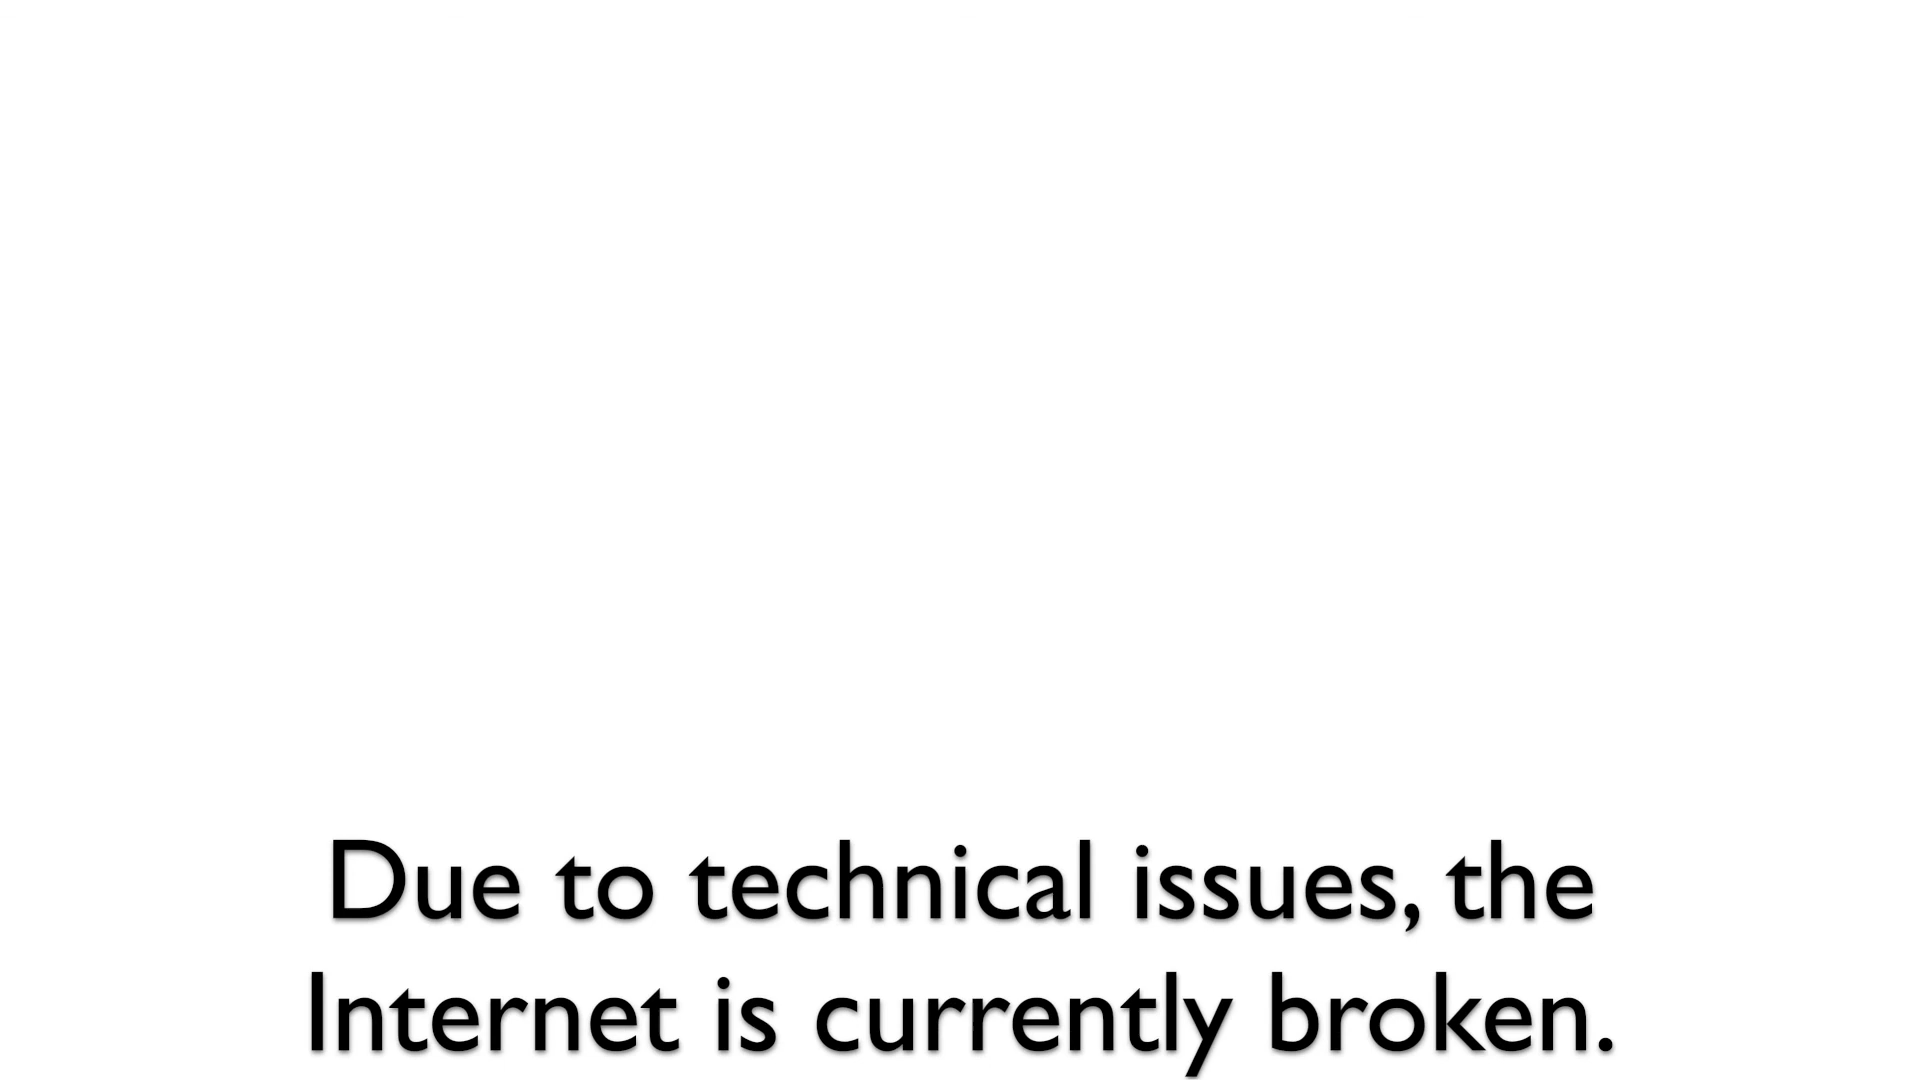 Due to technical issues, the
Internet is currently broken.